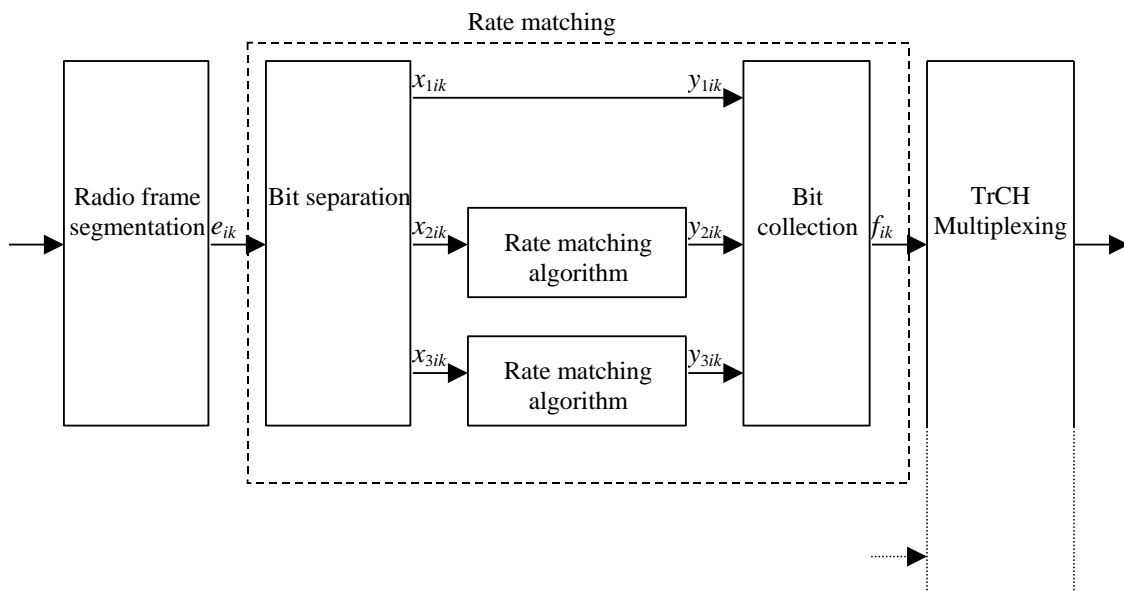 Rate matching
x1ik
y1ik
Radio frame
segmentation
eik
Bit separation
Bit
collection
fik
TrCH
Multiplexing
x2ik
Rate matching
algorithm
y2ik
x3ik
Rate matching
algorithm
y3ik